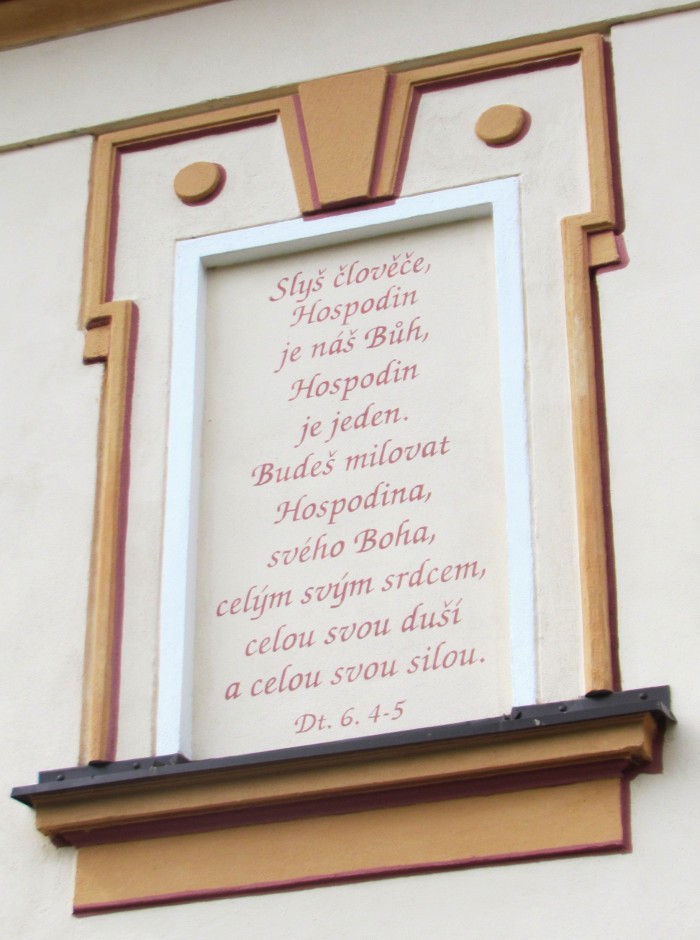 Slyš člověče,
Hospodin
je náš Bůh,
Hospodin
je jeden.
Budeš milovat
Hospodina,
svého Boha,
celým svým srdcem,
celou svou duší
a celou svou silou.
Dt. 6. 4-5